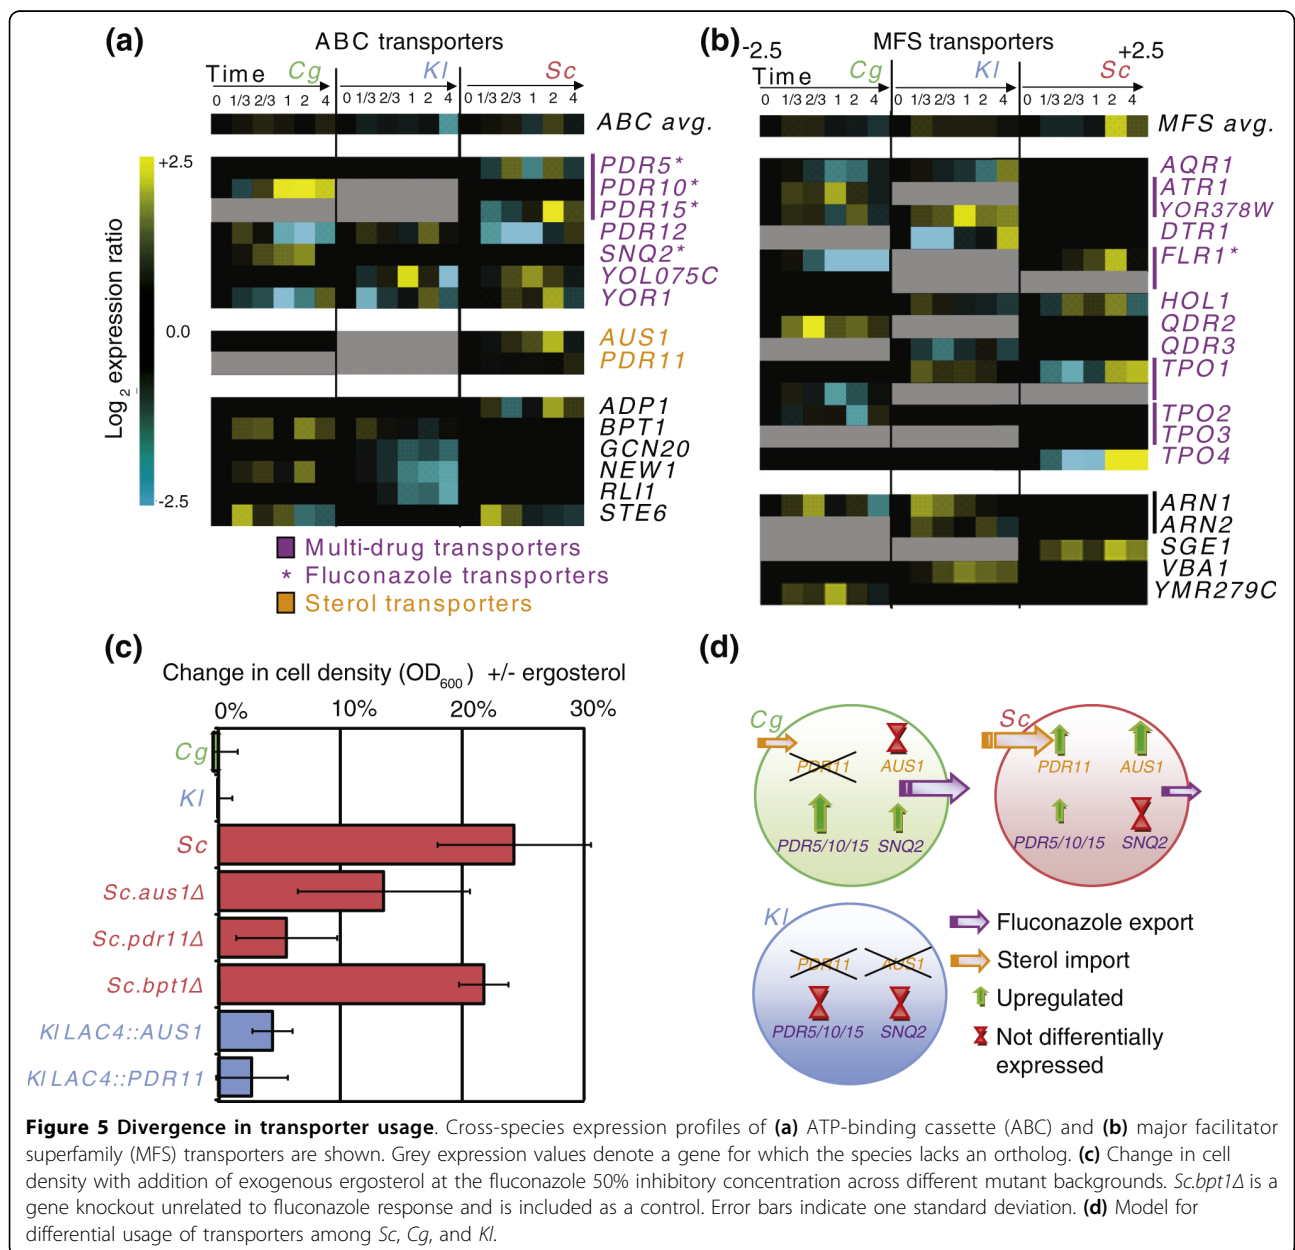 (a)
ABC transporters
Time Cg Kl Sc
0 1/3 2/3 1 2 4 0 1/3 2/3 1 2 4 0 1/3 2/3 1 2 4
ABC avg.
+2.5
0.0
-2.5
Log2 expression ratio
PDR5*
PDR10*
PDR15*
PDR12
SNQ2*
YOL075C
YOR1
AUS1
PDR11
ADP1
BPT1
GCN20
NEW1
RLI1
STE6
Multi-drug transporters
* Fluconazole transporters
Sterol transporters
(b)
-2.5 MFS transporters +2.5
Time Cg Kl Sc
0 1/3 2/3 1 2 4 0 1/3 2/3 1 2 4 0 1/3 2/3 1 2 4
MFS avg.
AQR1
ATR1
YOR378W
DTR1
FLR1*
HOL1
QDR2
QDR3
TPO1
TPO2
TPO3
TPO4
ARN1
ARN2
SGE1
VBA1
YMR279C
(c)
Change in cell density (OD600) +/- ergosterol
0% 10% 20% 30%
Cg
Kl
Sc
Sc.aus1Δ
Sc.pdr11Δ
Sc.bpt1Δ
Kl LAC4::AUS1
Kl LAC4::PDR11
(d)
Cg
PDR11 AUS1
PDR5/10/15 SNQ2
Sc
PDR11 AUS1
PDR5/10/15 SNQ2
Kl
PDR11 AUS1
PDR5/10/15 SNQ2
Fluconazole export
Sterol import
Upregulated
Not differentially
expressed
Figure 5 Divergence in transporter usage. Cross-species expression profiles of (a) ATP-binding cassette (ABC) and (b) major facilitator
superfamily (MFS) transporters are shown. Grey expression values denote a gene for which the species lacks an ortholog. (c) Change in cell
density with addition of exogenous ergosterol at the fluconazole 50% inhibitory concentration across different mutant backgrounds. Sc.bpt1Δ is a
gene knockout unrelated to fluconazole response and is included as a control. Error bars indicate one standard deviation. (d) Model for
differential usage of transporters among Sc, Cg, and Kl.